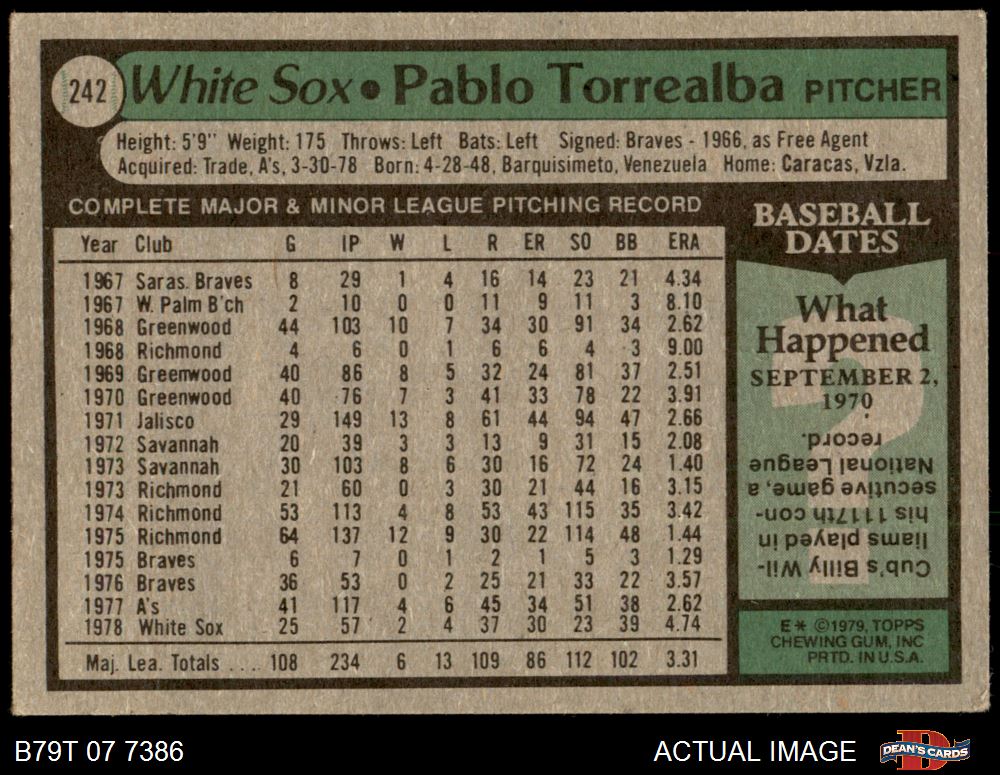 242 White Sox • Pablo Torrealba PITCHER
Height: 5'9" Weight: 175 Throws: Left Bats: Left Signed: Braves - 1966, as Free Agent
Acquired: Trade, A's, 3-30-78 Born: 4-28-48, Barquisimeto, Venezuela Home: Caracas, Vzla.
COMPLETE MAJOR & MINOR LEAGUE PITCHING RECORD
Year Club G IP W L R ER SO BB ERA
1967 Saras. Braves 8 29 1 4 16 14 23 21 4.34
1967 W. Palm B'ch 2 10 0 0 11 9 11 3 8.10
1968 Greenwood 44 103 10 7 34 30 91 34 2.62
1968 Richmond 4 6 0 1 6 6 4 3 9.00
1969 Greenwood 40 86 8 5 32 24 81 37 2.51
1970 Greenwood 40 76 7 3 41 33 78 22 3.91
1971 Jalisco 29 149 13 8 61 44 94 47 2.66
1972 Savannah 20 39 3 3 13 9 31 15 2.08
1973 Savannah 30 103 8 6 30 16 72 24 1.40
1973 Richmond 21 60 0 3 30 21 44 16 3.15
1974 Richmond 53 113 4 8 53 43 115 35 3.42
1975 Richmond 64 137 12 9 30 22 114 48 1.44
1975 Braves 6 7 0 1 2 1 5 3 1.29
1976 Braves 36 53 0 2 25 21 33 22 3.57
1977 A's 41 117 4 6 45 34 51 38 2.62
1978 White Sox 25 57 2 4 37 30 23 39 4.74
Maj. Lea. Totals .... 108 234 6 13 109 86 112 102 3.31
BASEBALL
DATES
What
Happened
SEPTEMBER 2,
1970
Cub's Billy Wil-
liams played in
his 1117th con-
secutive game, a
National League
record.
E* ©1979, TOPPS
CHEWING GUM, INC
PRTD. IN U.S.A.
B79T 07 7386
ACTUAL IMAGE
DEAN'S CARDS